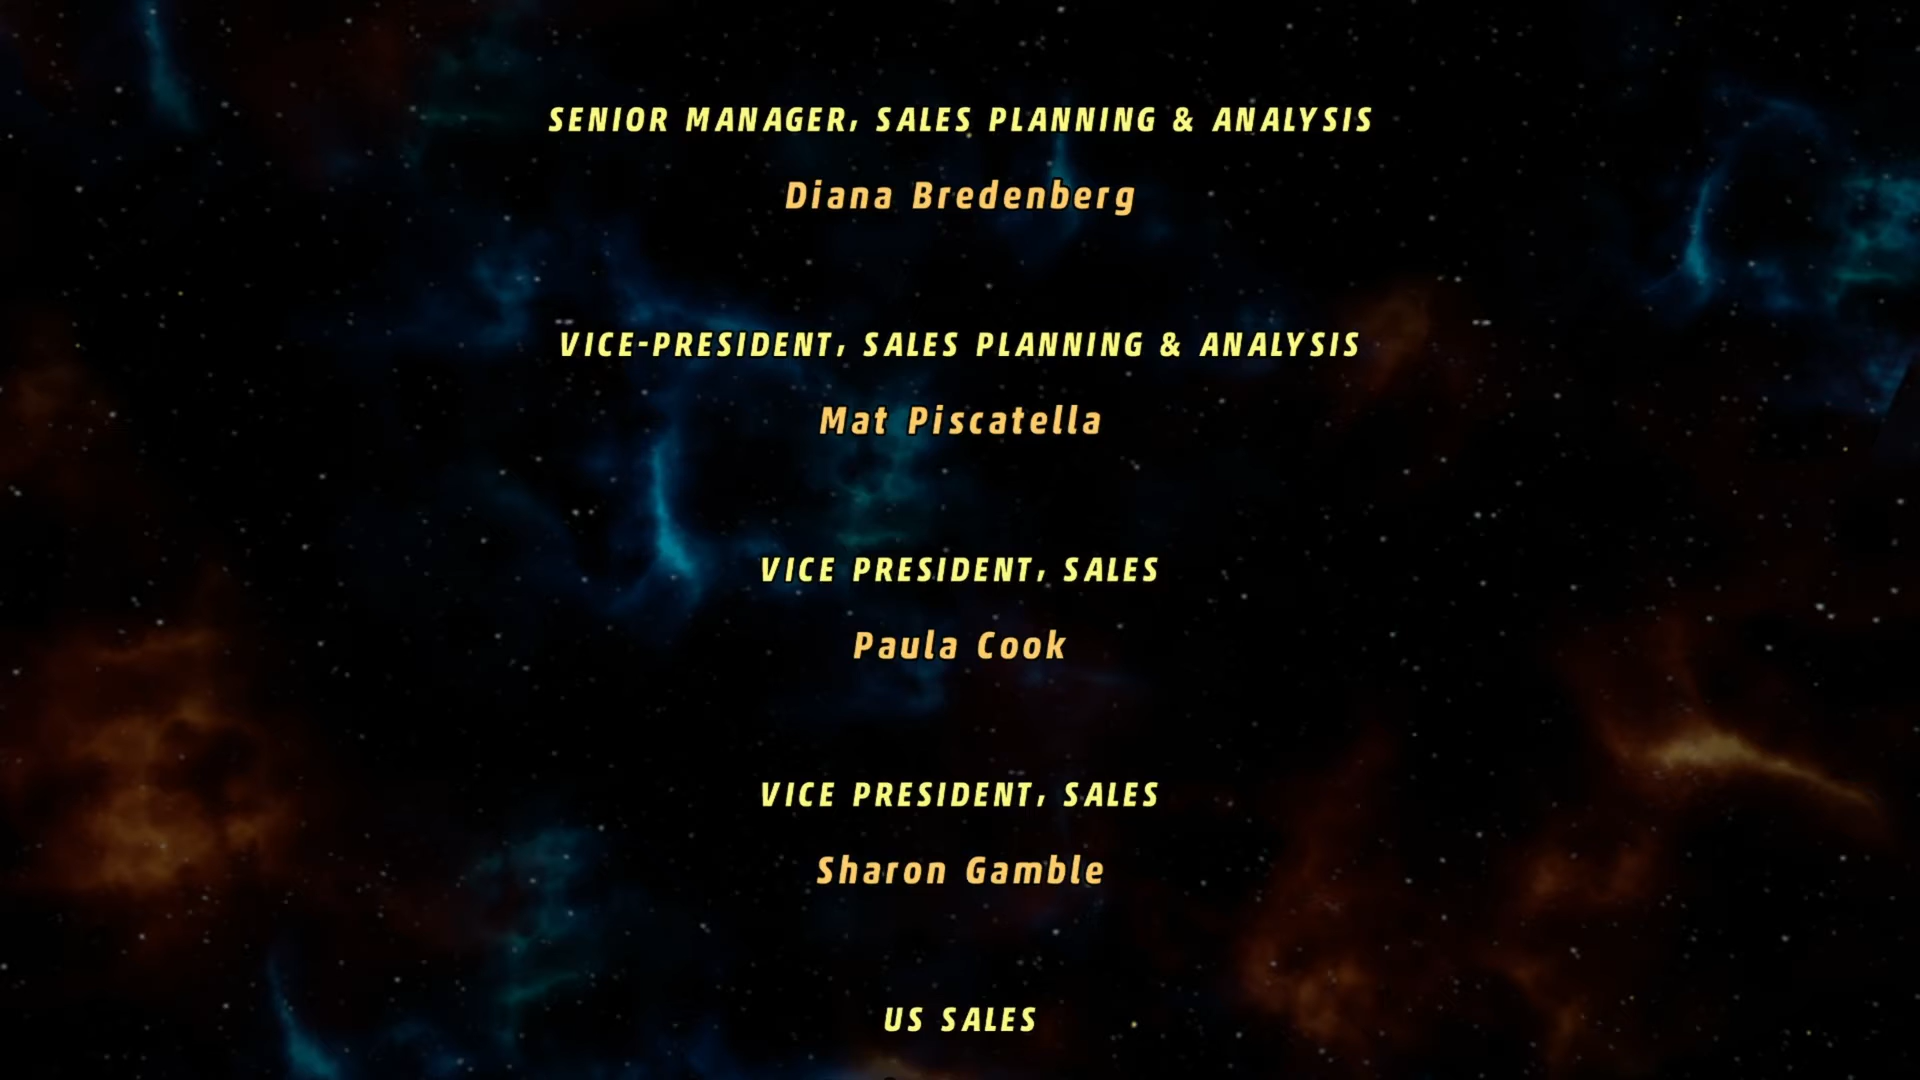 SENIOR MANAGER, SALES PLANNING & ANALYSIS
Diana Bredenberg
VICE-PRESIDENT, SALES PLANNING & ANALYSIS
Mat Piscatella
VICE PRESIDENT, SALES
Paula Cook
VICE PRESIDENT, SALES
Sharon Gamble
US SALES